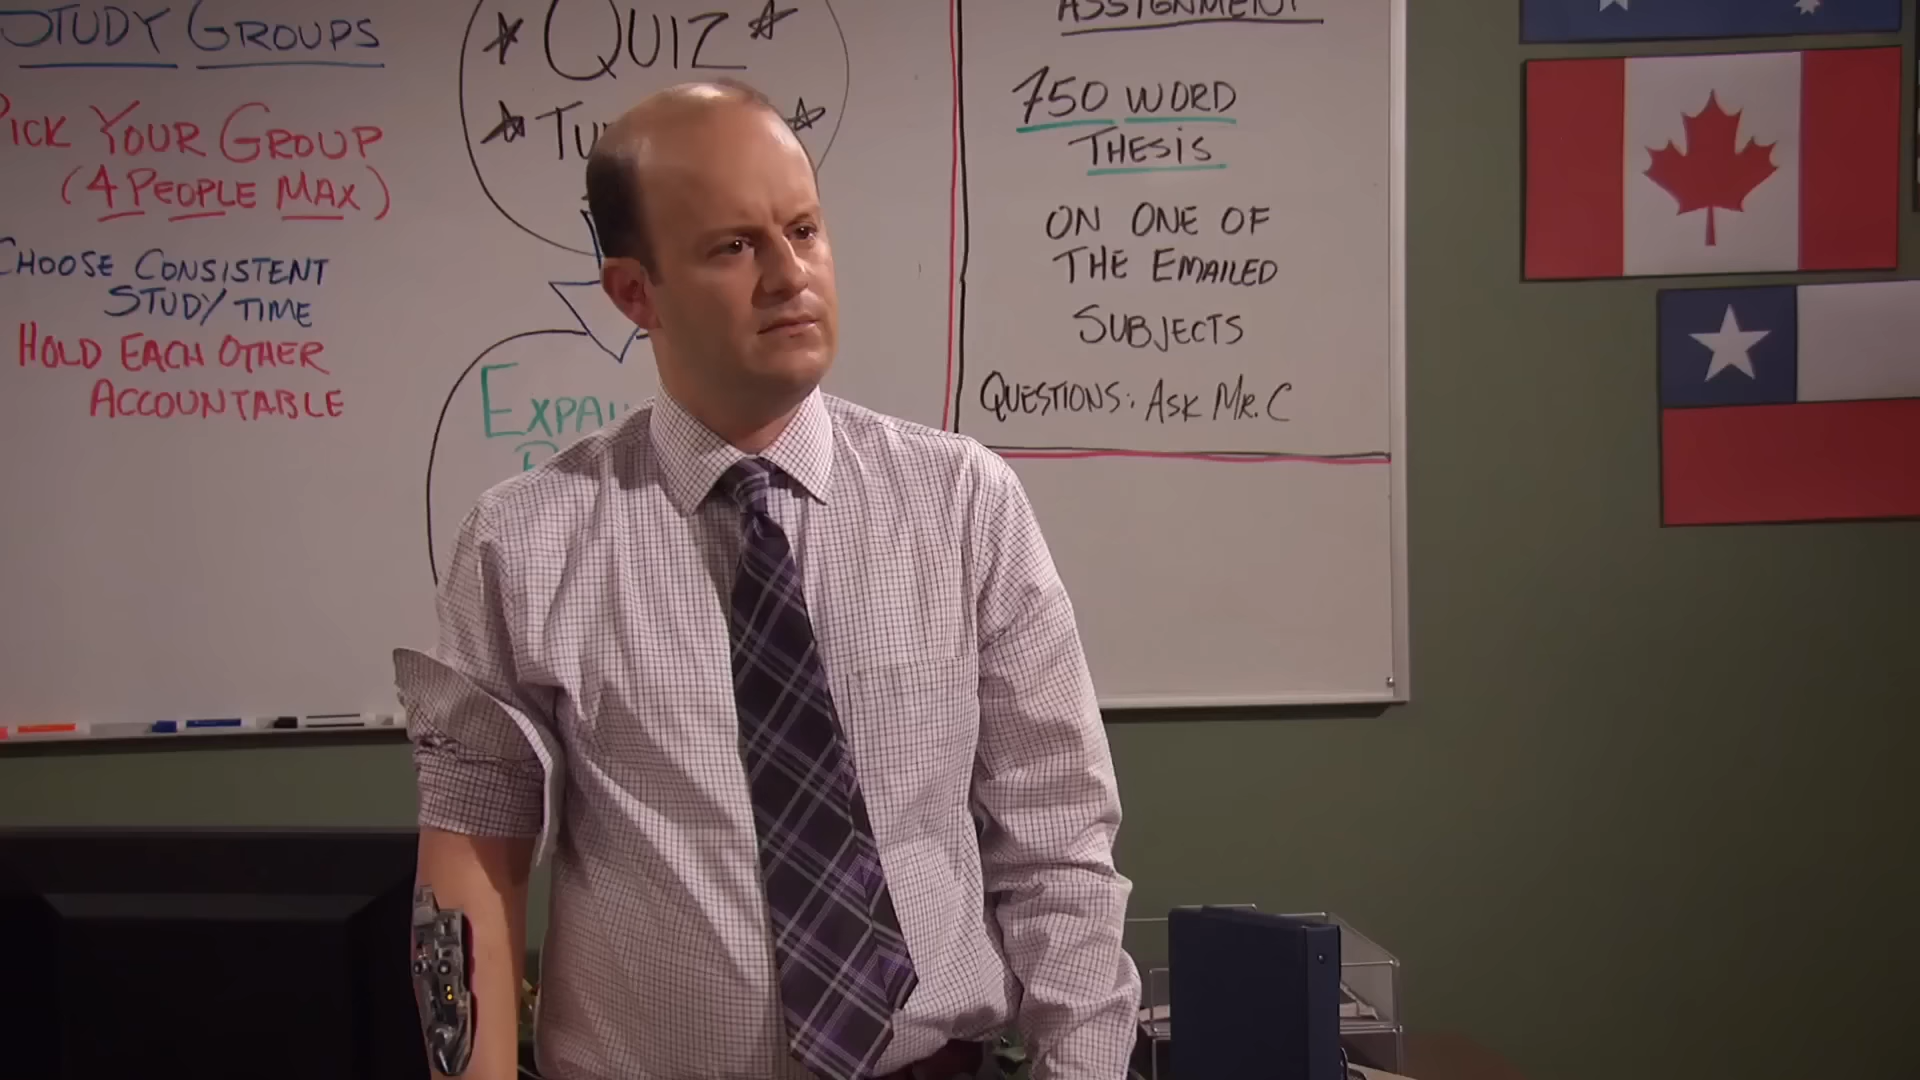 STUDY GROUPS
PICK YOUR GROUP
(4 PEOPLE MAX)
CHOOSE CONSISTENT
STUDY TIME
HOLD EACH OTHER
ACCOUNTABLE
QUIZ
ASSIGNMENT
750 WORD
THESIS
ON ONE OF
THE EMAILED
SUBJECTS
QUESTIONS: ASK MR. C